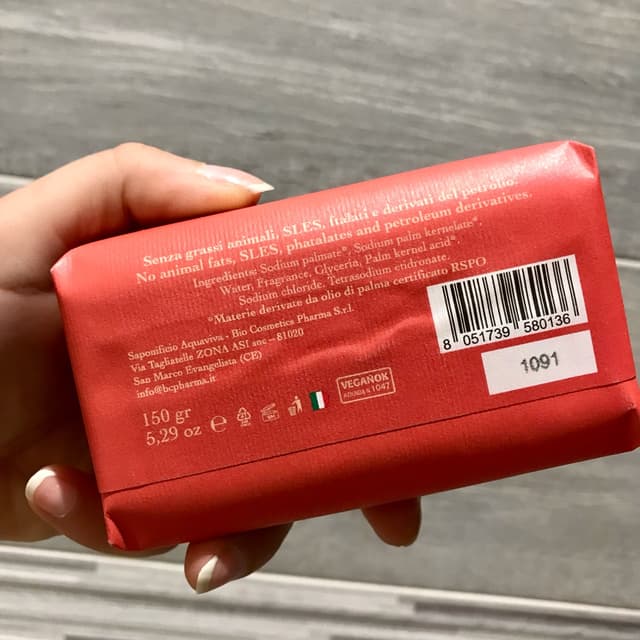 Senza grassi animali, SLES, ftalati e derivati del petrolio.
No animal fats, SLES, phatalates and petroleum derivatives.
Ingredients: Sodium palmate*, Sodium palm kernelate*,
Water, Fragrance, Glycerin, Palm kernel acid*,
Sodium chloride, Tetrasodium etidronate.
*Materie derivate da olio di palma certificato RSPO
Saponificio Aquaviva - Bio Cosmetics Pharma S.r.l.
Via Tagliatelle ZONA ASI snc – 81020
San Marco Evangelista (CE)
info@bcpharma.it
150 gr
5,29 oz ℮
VEGANOK
AZIENDA N.1047
8 051739 580136
1091